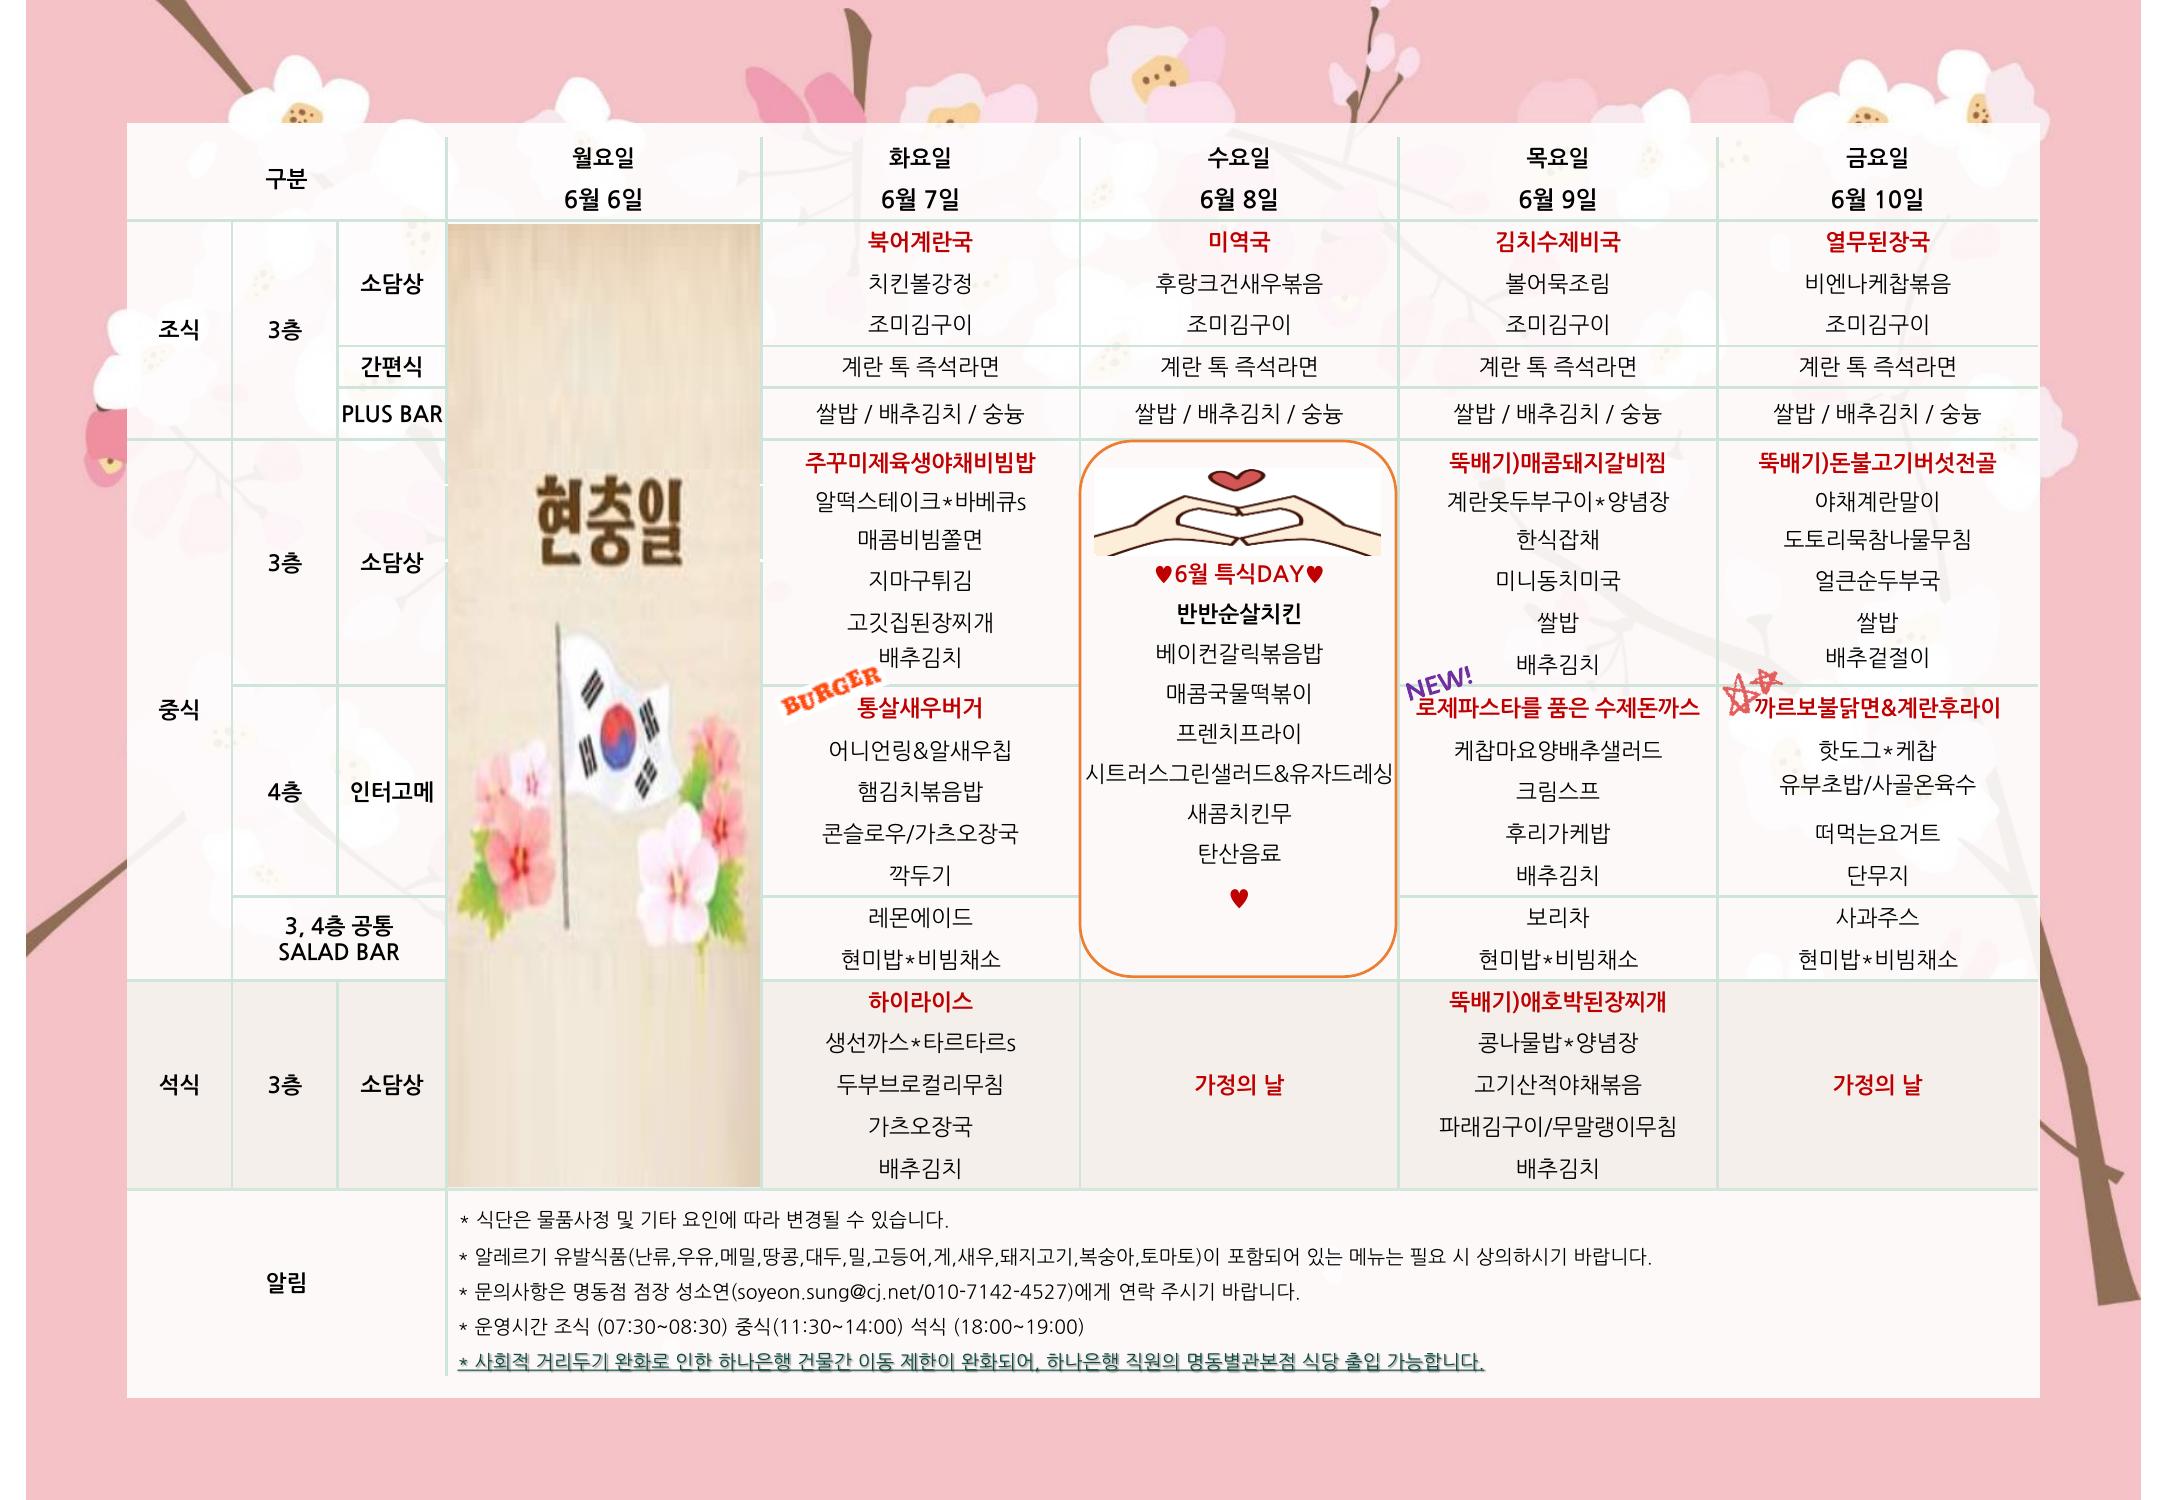 구분
월요일
6월 6일
화요일
6월 7일
수요일
6월 8일
목요일
6월 9일
금요일
6월 10일
조식
3층
소담상
북어계란국
치킨볼강정
조미김구이
미역국
후랑크건새우볶음
조미김구이
김치수제비국
볼어묵조림
조미김구이
열무된장국
비엔나케찹볶음
조미김구이
간편식
계란 톡 즉석라면
계란 톡 즉석라면
계란 톡 즉석라면
계란 톡 즉석라면
PLUS BAR
쌀밥 / 배추김치 / 숭늉
쌀밥 / 배추김치 / 숭늉
쌀밥 / 배추김치 / 숭늉
쌀밥 / 배추김치 / 숭늉
현충일
중식
3층
소담상
주꾸미제육생야채비빔밥
알떡스테이크*바베큐s
매콤비빔쫄면
지마구튀김
고깃집된장찌개
배추김치
♥6월 특식DAY♥
반반순살치킨
베이컨갈릭볶음밥
매콤국물떡볶이
프렌치프라이
시트러스그린샐러드&유자드레싱
새콤치킨무
탄산음료
♥
뚝배기)매콤돼지갈비찜
계란옷두부구이*양념장
한식잡채
미니동치미국
쌀밥
배추김치
뚝배기)돈불고기버섯전골
야채계란말이
도토리묵참나물무침
얼큰순두부국
쌀밥
배추겉절이
4층
인터고메
BURGER
통살새우버거
어니언링&알새우칩
햄김치볶음밥
콘슬로우/가츠오장국
깍두기
NEW!
로제파스타를 품은 수제돈까스
케찹마요양배추샐러드
크림스프
후리가케밥
배추김치
까르보불닭면&계란후라이
핫도그*케찹
유부초밥/사골온육수
떠먹는요거트
단무지
3, 4층 공통
SALAD BAR
레몬에이드
현미밥*비빔채소
보리차
현미밥*비빔채소
사과주스
현미밥*비빔채소
석식
3층
소담상
하이라이스
생선까스*타르타르s
두부브로컬리무침
가츠오장국
배추김치
가정의 날
뚝배기)애호박된장찌개
콩나물밥*양념장
고기산적야채볶음
파래김구이/무말랭이무침
배추김치
가정의 날
알림
* 식단은 물품사정 및 기타 요인에 따라 변경될 수 있습니다.
* 알레르기 유발식품(난류,우유,메밀,땅콩,대두,밀,고등어,게,새우,돼지고기,복숭아,토마토)이 포함되어 있는 메뉴는 필요 시 상의하시기 바랍니다.
* 문의사항은 명동점 점장 성소연(soyeon.sung@cj.net/010-7142-4527)에게 연락 주시기 바랍니다.
* 운영시간 조식 (07:30~08:30) 중식(11:30~14:00) 석식 (18:00~19:00)
* 사회적 거리두기 완화로 인한 하나은행 건물간 이동 제한이 완화되어, 하나은행 직원의 명동별관본점 식당 출입 가능합니다.